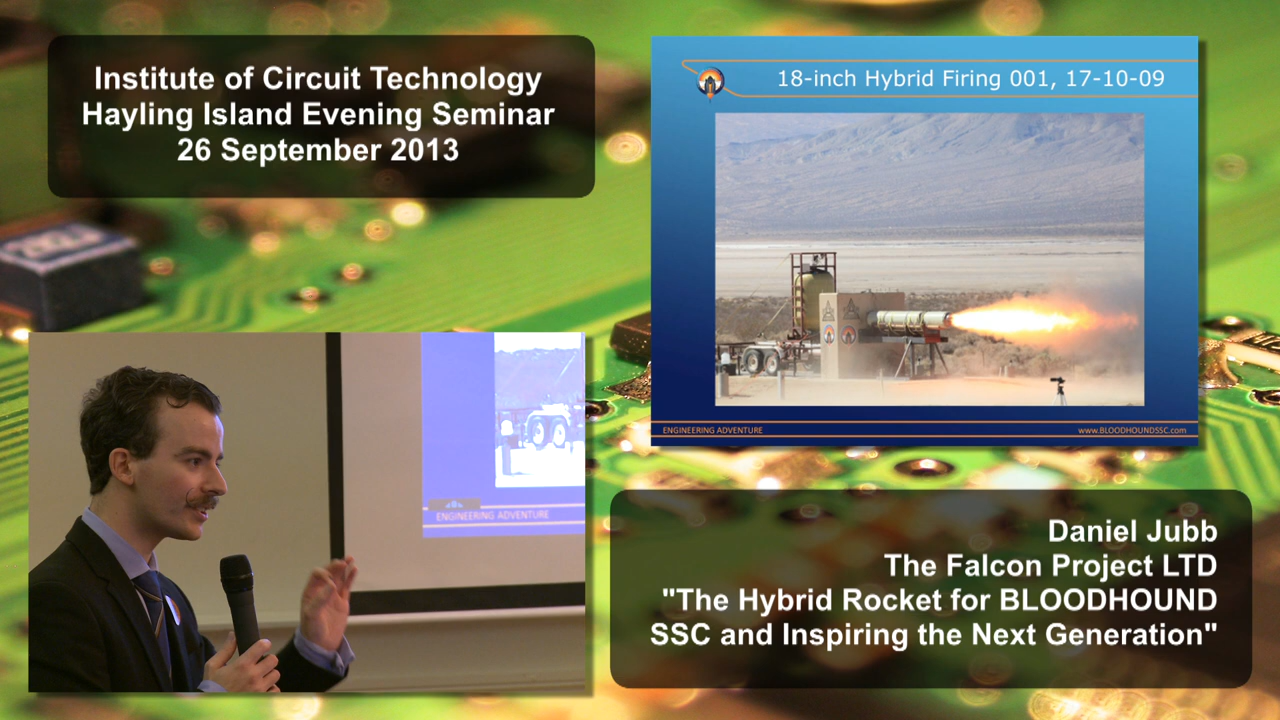 Institute of Circuit Technology
Hayling Island Evening Seminar
26 September 2013
18-inch Hybrid Firing 001, 17-10-09
ENGINEERING ADVENTURE
www.BLOODHOUNDSSC.com
ENGINEERING ADVENTURE
Daniel Jubb
The Falcon Project LTD
"The Hybrid Rocket for BLOODHOUND
SSC and Inspiring the Next Generation"